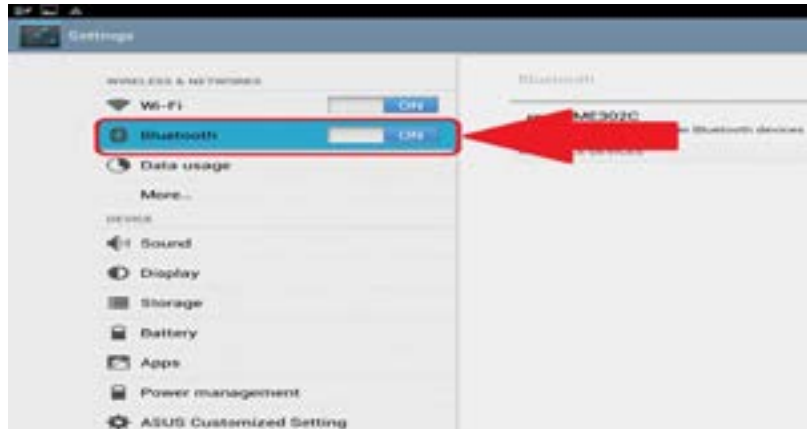 Settings
WIRELESS & NETWORKS
Wi-Fi ON
Bluetooth ON
Data usage
More...
DEVICE
Sound
Display
Storage
Battery
Apps
Power management
ASUS Customized Setting
Bluetooth
ME302C
Bluetooth devices
DEVICES